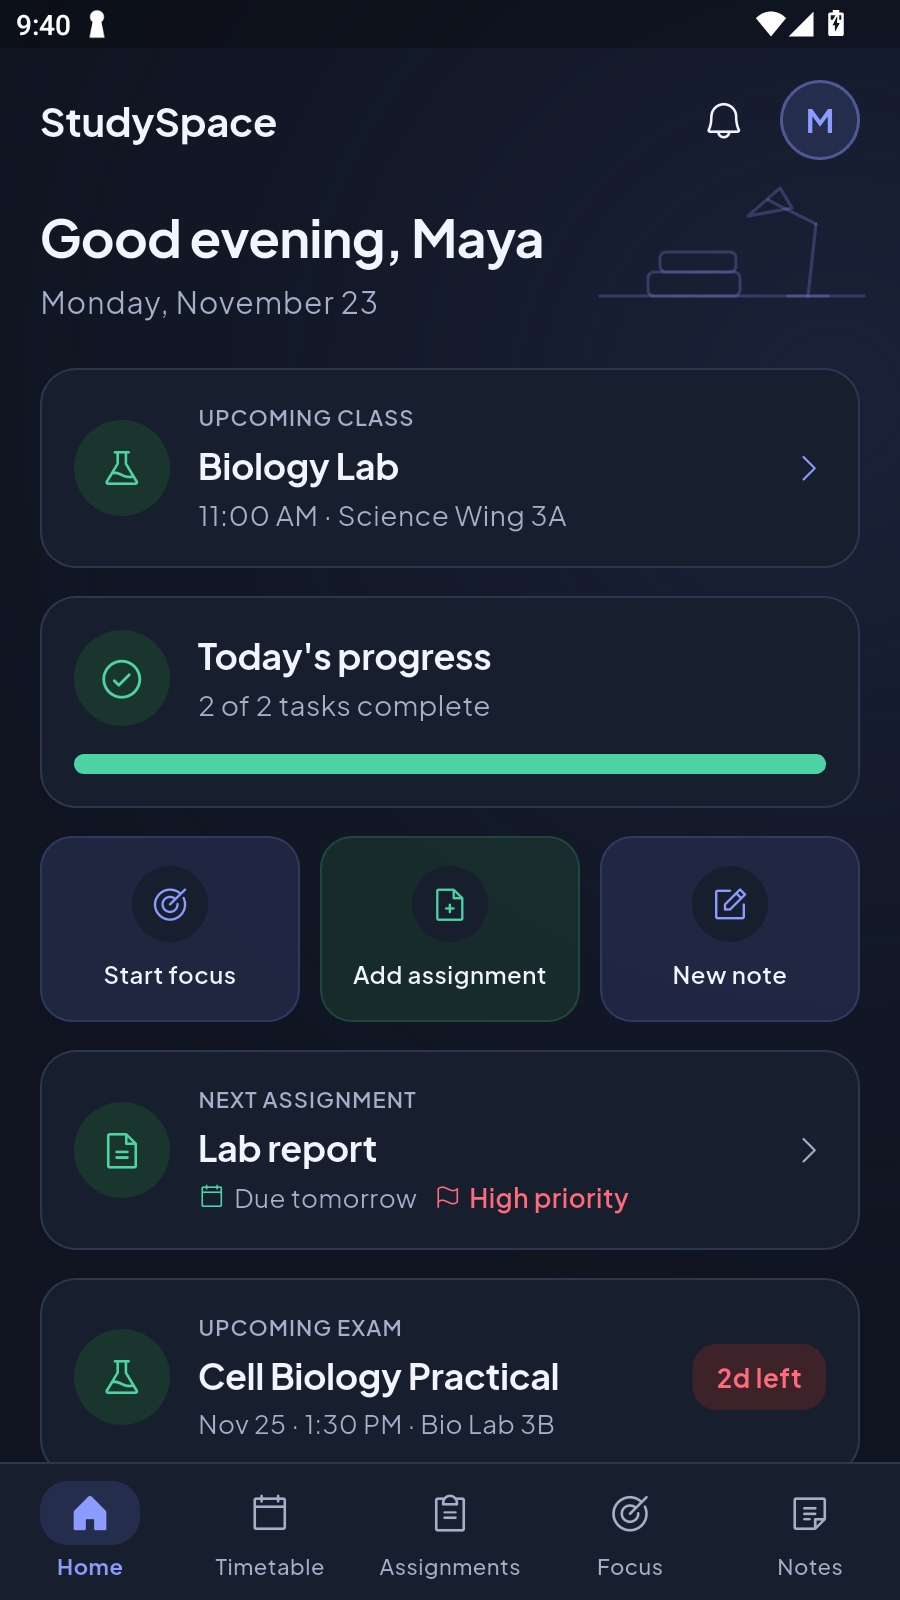 9:40
StudySpace
M
Good evening, Maya
Monday, November 23
UPCOMING CLASS
Biology Lab
11:00 AM · Science Wing 3A
Today's progress
2 of 2 tasks complete
Start focus
Add assignment
New note
NEXT ASSIGNMENT
Lab report
Due tomorrow High priority
UPCOMING EXAM
Cell Biology Practical
2d left
Nov 25 · 1:30 PM · Bio Lab 3B
Home
Timetable
Assignments
Focus
Notes